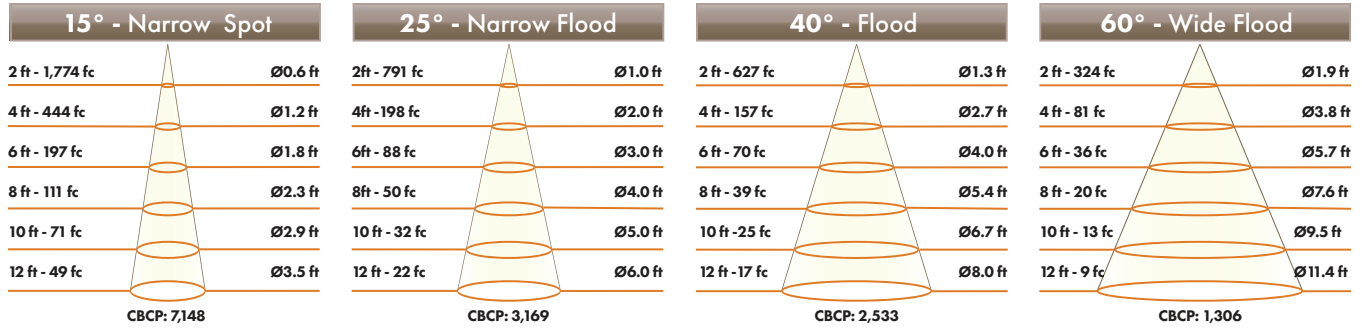 15° - Narrow Spot
2 ft - 1,774 fc Ø0.6 ft
4 ft - 444 fc Ø1.2 ft
6 ft - 197 fc Ø1.8 ft
8 ft - 111 fc Ø2.3 ft
10 ft - 71 fc Ø2.9 ft
12 ft - 49 fc Ø3.5 ft
CBCP: 7,148
25° - Narrow Flood
2ft - 791 fc Ø1.0 ft
4ft -198 fc Ø2.0 ft
6ft - 88 fc Ø3.0 ft
8ft - 50 fc Ø4.0 ft
10 ft - 32 fc Ø5.0 ft
12 ft - 22 fc Ø6.0 ft
CBCP: 3,169
40° - Flood
2 ft - 627 fc Ø1.3 ft
4 ft - 157 fc Ø2.7 ft
6 ft - 70 fc Ø4.0 ft
8 ft - 39 fc Ø5.4 ft
10 ft -25 fc Ø6.7 ft
12 ft -17 fc Ø8.0 ft
CBCP: 2,533
60° - Wide Flood
2 ft - 324 fc Ø1.9 ft
4 ft - 81 fc Ø3.8 ft
6 ft - 36 fc Ø5.7 ft
8 ft - 20 fc Ø7.6 ft
10 ft - 13 fc Ø9.5 ft
12 ft - 9 fc Ø11.4 ft
CBCP: 1,306